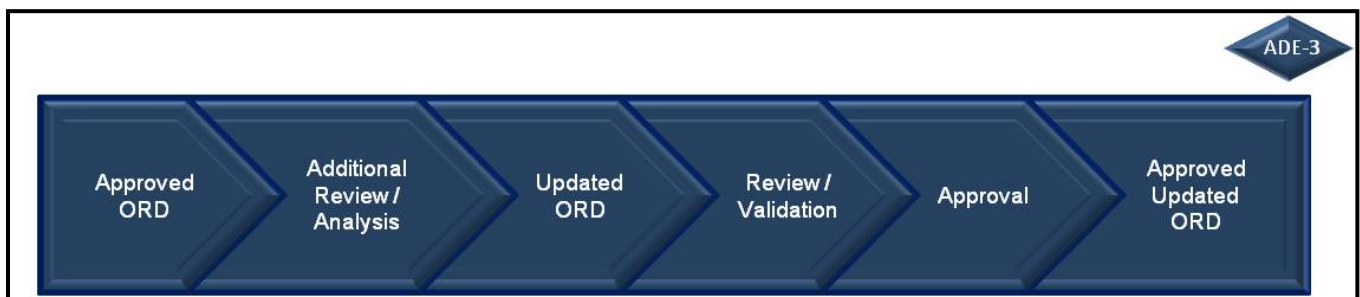 ADE-3
Approved
ORD
Additional
Review /
Analysis
Updated
ORD
Review /
Validation
Approval
Approved
Updated
ORD